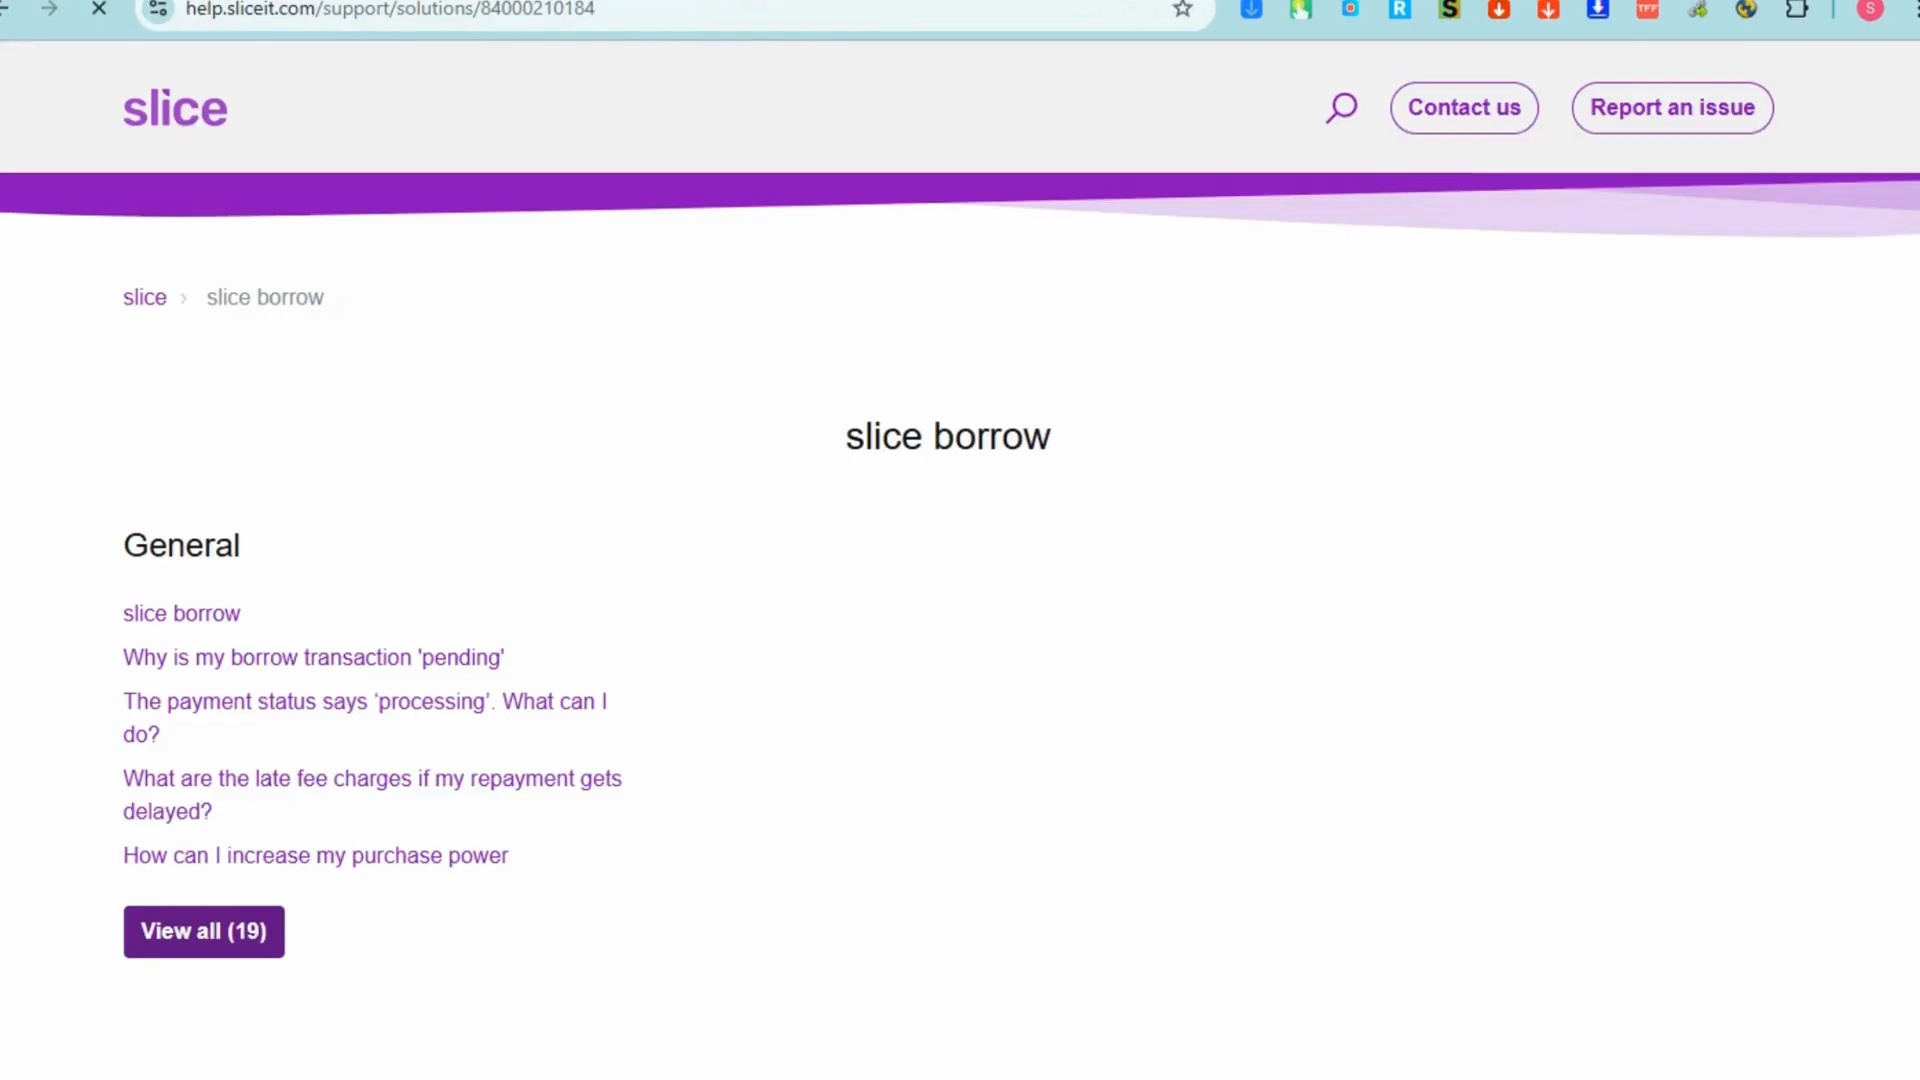 help.sliceit.com/support/solutions/84000210184
R
S
TFF
S
slice
Contact us
Report an issue
slice › slice borrow
slice borrow
General
slice borrow
Why is my borrow transaction 'pending'
The payment status says ‘processing’. What can I
do?
What are the late fee charges if my repayment gets
delayed?
How can I increase my purchase power
View all (19)